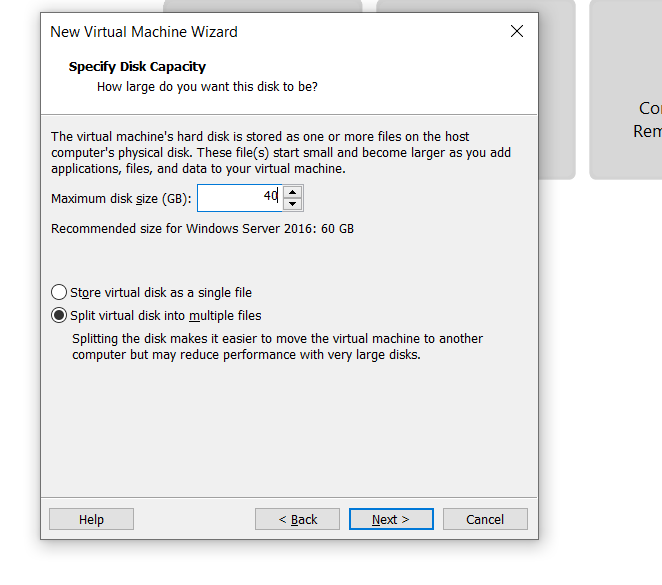 New Virtual Machine Wizard
Specify Disk Capacity
How large do you want this disk to be?
The virtual machine's hard disk is stored as one or more files on the host
computer's physical disk. These file(s) start small and become larger as you add
applications, files, and data to your virtual machine.
Maximum disk size (GB): 40
Recommended size for Windows Server 2016: 60 GB
Store virtual disk as a single file
Split virtual disk into multiple files
Splitting the disk makes it easier to move the virtual machine to another
computer but may reduce performance with very large disks.
Help < Back Next > Cancel